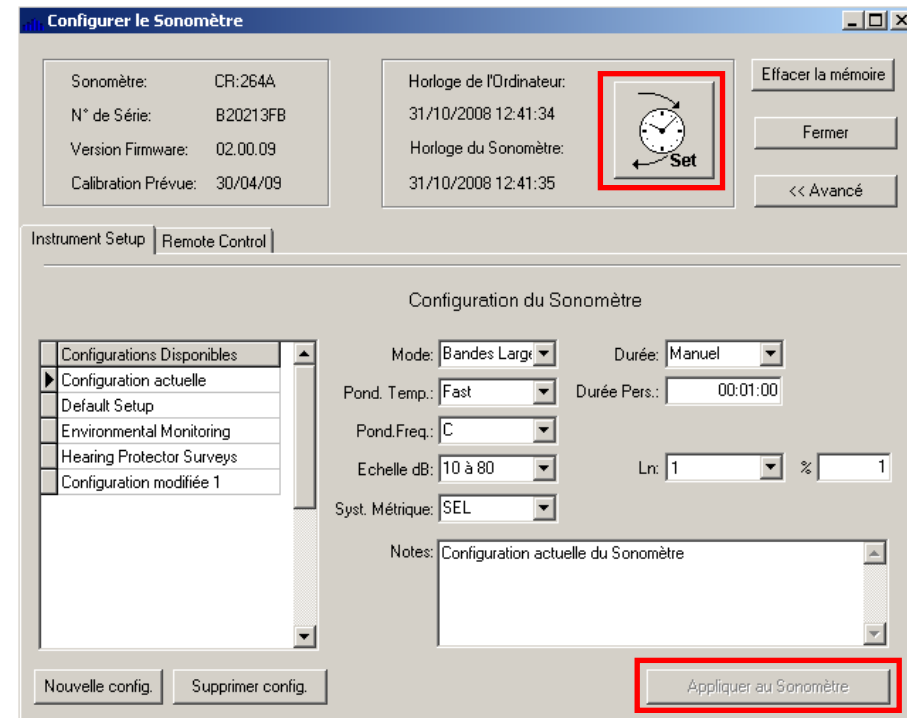 Configurer le Sonomètre
Sonomètre: CR:264A
N° de Série: B20213FB
Version Firmware: 02.00.09
Calibration Prévue: 30/04/09
Horloge de l'Ordinateur:
31/10/2008 12:41:34
Horloge du Sonomètre:
31/10/2008 12:41:35
Set
Effacer la mémoire
Fermer
<< Avancé
Instrument Setup Remote Control
Configuration du Sonomètre
Configurations Disponibles
Configuration actuelle
Default Setup
Environmental Monitoring
Hearing Protector Surveys
Configuration modifiée 1
Mode: Bandes Large Durée: Manuel
Pond. Temp.: Fast Durée Pers.: 00:01:00
Pond.Freq.: C
Echelle dB: 10 à 80 Ln: 1 % 1
Syst. Métrique: SEL
Notes: Configuration actuelle du Sonomètre
Nouvelle config. Supprimer config. Appliquer au Sonomètre